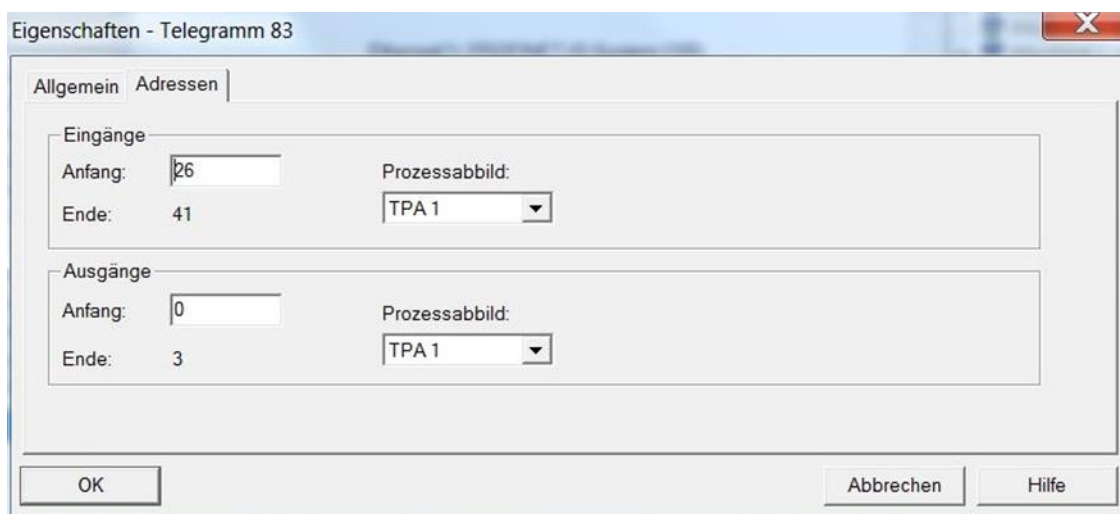 Eigenschaften - Telegramm 83
Allgemein
Adressen
Eingänge
Anfang:
26
Prozessabbild:
Ende:
41
TPA 1
Ausgänge
Anfang:
0
Prozessabbild:
Ende:
3
TPA 1
OK
Abbrechen
Hilfe